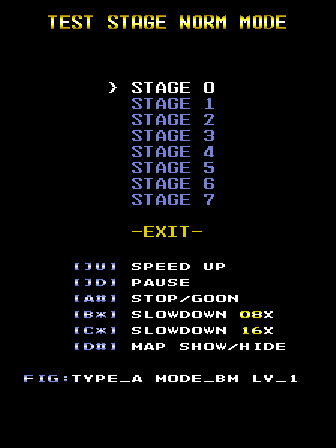 TEST STAGE NORM MODE
> STAGE 0
STAGE 1
STAGE 2
STAGE 3
STAGE 4
STAGE 5
STAGE 6
STAGE 7
-EXIT-
[JU] SPEED UP
[JD] PAUSE
[A※] STOP/GOON
[B*] SLOWDOWN 08X
[C*] SLOWDOWN 16X
[D※] MAP SHOW/HIDE
FIG:TYPE_A MODE_BM LV_1